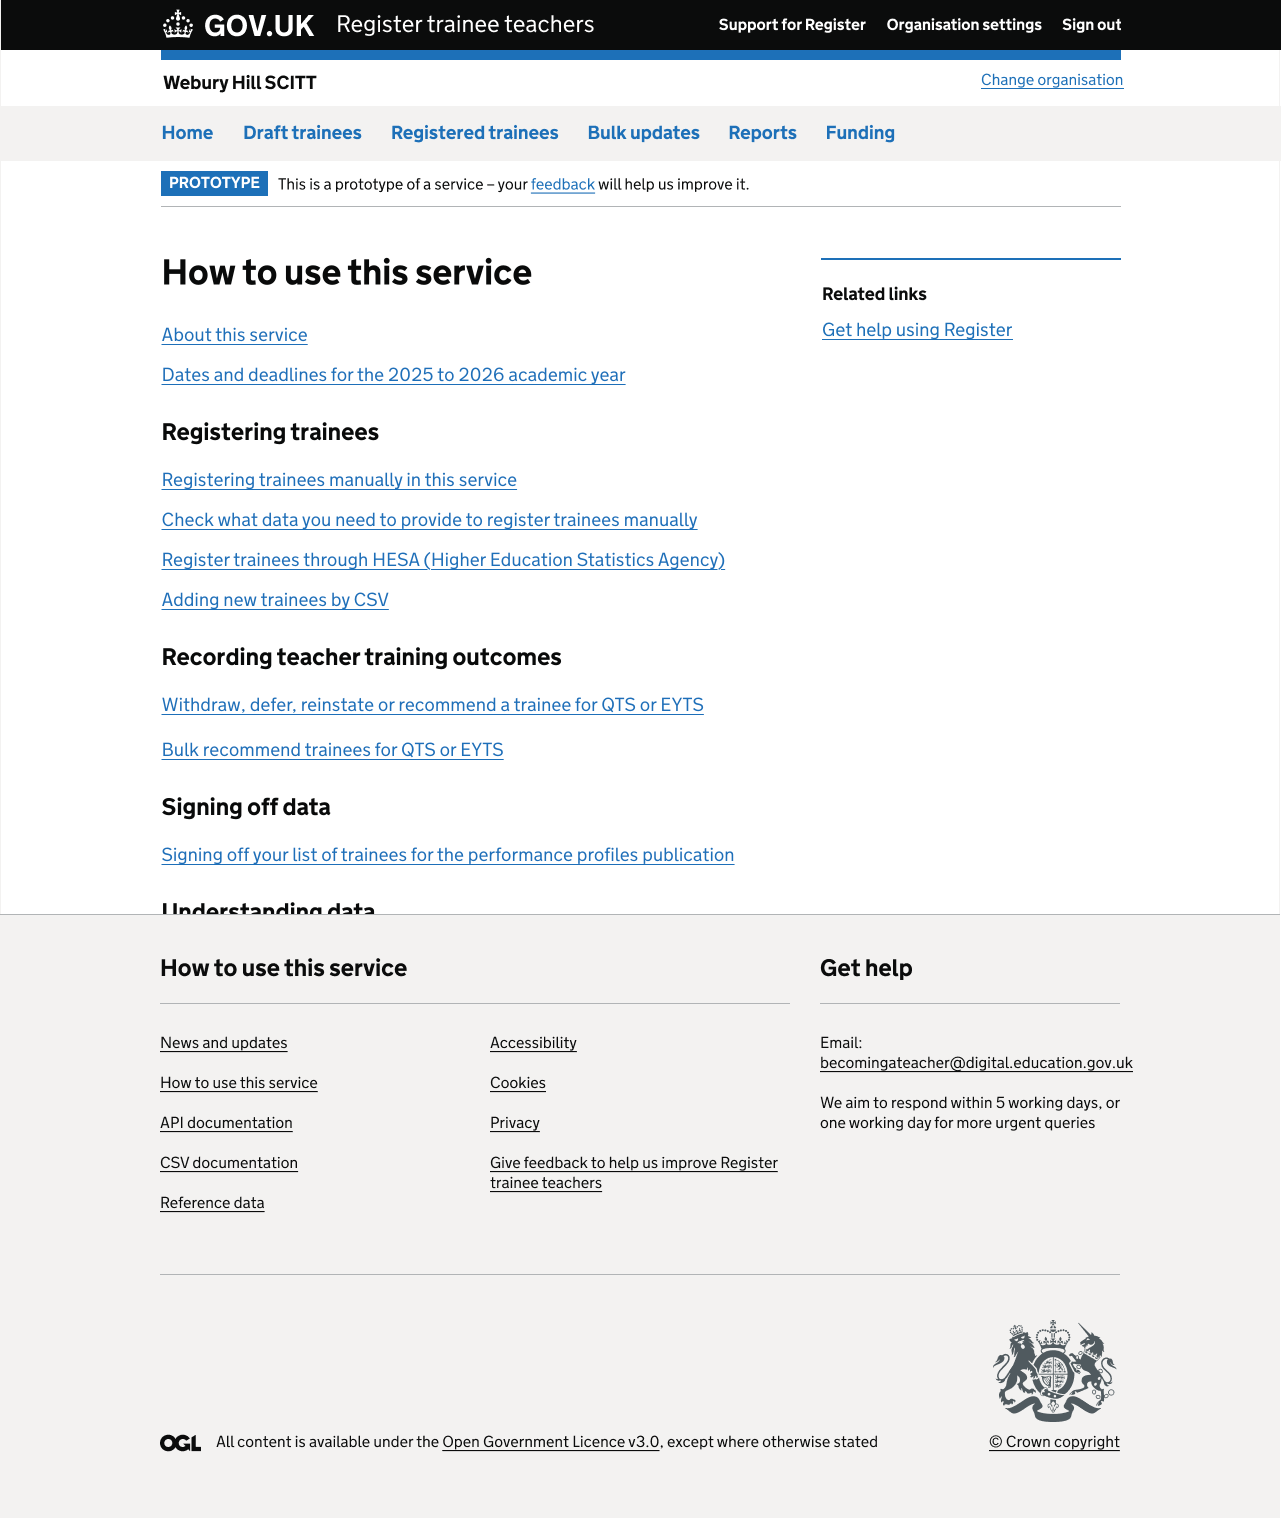 GOV.UK Register trainee teachers Support for Register Organisation settings Sign out
Webury Hill SCITT Change organisation
Home Draft trainees Registered trainees Bulk updates Reports Funding
PROTOTYPE This is a prototype of a service – your feedback will help us improve it.
How to use this service
About this service
Dates and deadlines for the 2025 to 2026 academic year
Registering trainees
Registering trainees manually in this service
Check what data you need to provide to register trainees manually
Register trainees through HESA (Higher Education Statistics Agency)
Adding new trainees by CSV
Recording teacher training outcomes
Withdraw, defer, reinstate or recommend a trainee for QTS or EYTS
Bulk recommend trainees for QTS or EYTS
Signing off data
Signing off your list of trainees for the performance profiles publication
Understanding data
Related links
Get help using Register
How to use this service
News and updates
How to use this service
API documentation
CSV documentation
Reference data
Accessibility
Cookies
Privacy
Give feedback to help us improve Register
trainee teachers
Get help
Email:
becomingateacher@digital.education.gov.uk
We aim to respond within 5 working days, or
one working day for more urgent queries
OGL All content is available under the Open Government Licence v3.0, except where otherwise stated
© Crown copyright